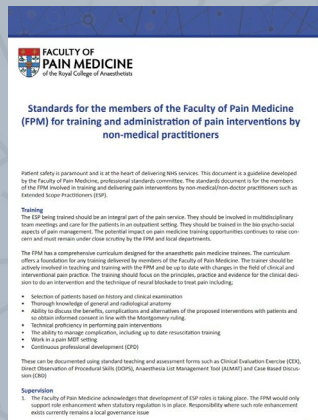 FACULTY OF
PAIN MEDICINE
of the Royal College of Anaesthetists
Standards for the members of the Faculty of Pain Medicine
(FPM) for training and administration of pain interventions by
non-medical practitioners
Patient safety is paramount and is at the heart of delivering NHS services. This document is a guideline developed
by the Faculty of Pain Medicine, professional standards committee. The standards document is for the members
of the FPM involved in training and delivering pain interventions by non-medical/non-doctor practitioners such as
Extended Scope Practitioners (ESP).
Training
The ESP being trained should be an integral part of the pain service. They should be involved in multidisciplinary
team meetings and care for the patients in an outpatient setting. They should be trained in the bio-psycho-social
aspects of pain management. The potential impact on pain medicine training opportunities continues to raise con-
cern and must remain under close scrutiny by the FPM and local departments.
The FPM has a comprehensive curriculum designed for the anaesthetic pain medicine trainees. The curriculum
offers a foundation for any training delivered by members of the Faculty of Pain Medicine. The trainer should be
actively involved in teaching and training with the FPM and be up to date with changes in the field of clinical and
interventional pain practice. The training should focus on the principles, practice and evidence for the clinical deci-
sion to do an intervention and the technique of neural blockade to treat pain including;
• Selection of patients based on history and clinical examination
• Thorough knowledge of general and radiological anatomy
• Ability to discuss the benefits, complications and alternatives of the proposed interventions with patients and
so obtain informed consent in line with the Montgomery ruling.
• Technical proficiency in performing pain interventions
• The ability to manage complication, including up to date resuscitation training
• Work in a pain MDT setting
• Continuous professional development (CPD)
These can be documented using standard teaching and assessment forms such as Clinical Evaluation Exercise (CEX),
Direct Observation of Procedural Skills (DOPS), Anaesthesia List Management Tool (ALMAT) and Case Based Discus-
sion (CBD)
Supervision
1. The Faculty of Pain Medicine acknowledges that development of ESP roles is taking place. The FPM would only
support role enhancement when statutory regulation is in place. Responsibility where such role enhancement
exists currently remains a local governance issue